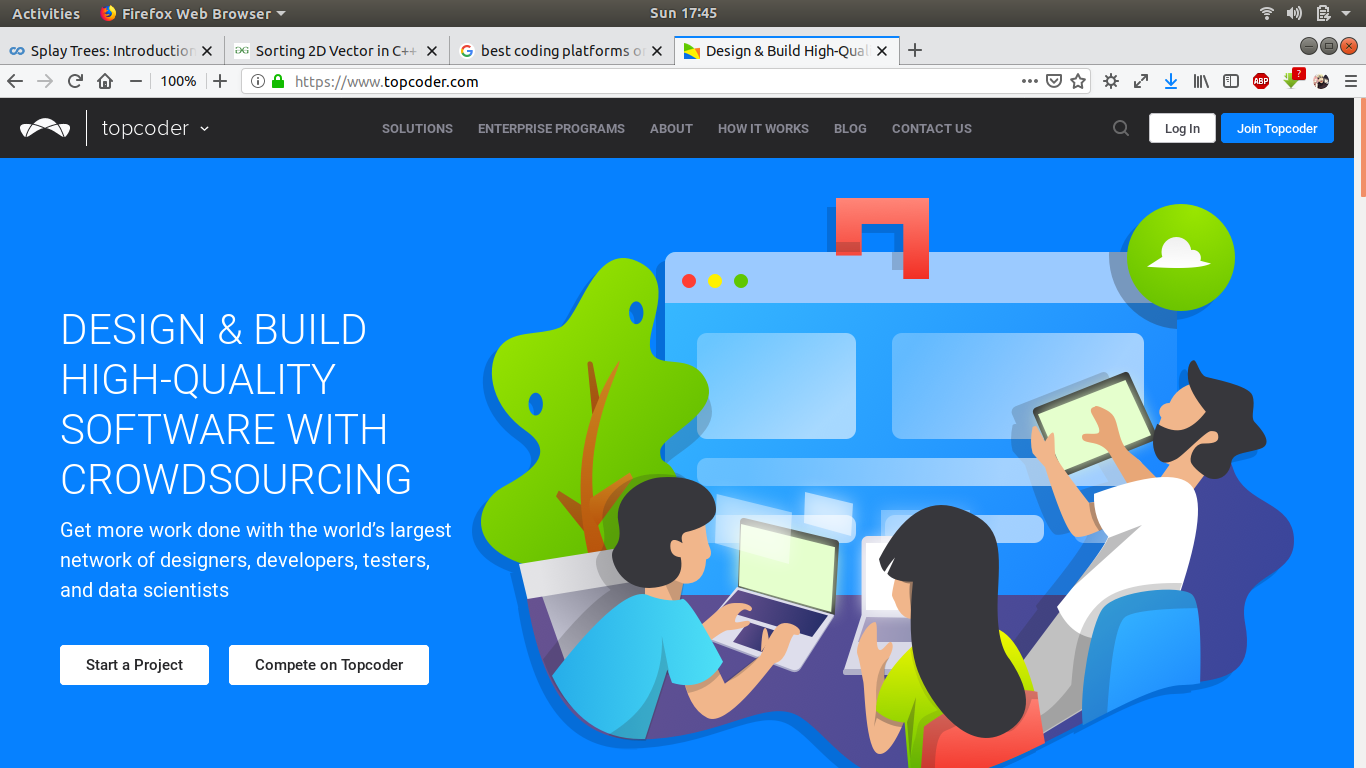 Activities Firefox Web Browser Sun 17:45
Splay Trees: Introduction Sorting 2D Vector in C++ best coding platforms Design & Build High-Qual
100% https://www.topcoder.com ABP ?
topcoder SOLUTIONS ENTERPRISE PROGRAMS ABOUT HOW IT WORKS BLOG CONTACT US Log In Join Topcoder
DESIGN & BUILD
HIGH-QUALITY
SOFTWARE WITH
CROWDSOURCING
Get more work done with the world’s largest
network of designers, developers, testers,
and data scientists
Start a Project Compete on Topcoder